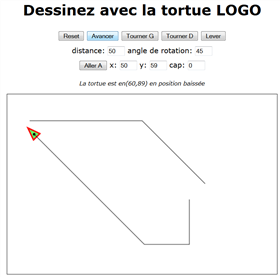 Dessinez avec la tortue LOGO
Reset Avancer Tourner G Tourner D Lever
distance: 50 angle de rotation: 45
Aller A x: 50 y: 59 cap: 0
La tortue est en(60,89) en position baissée